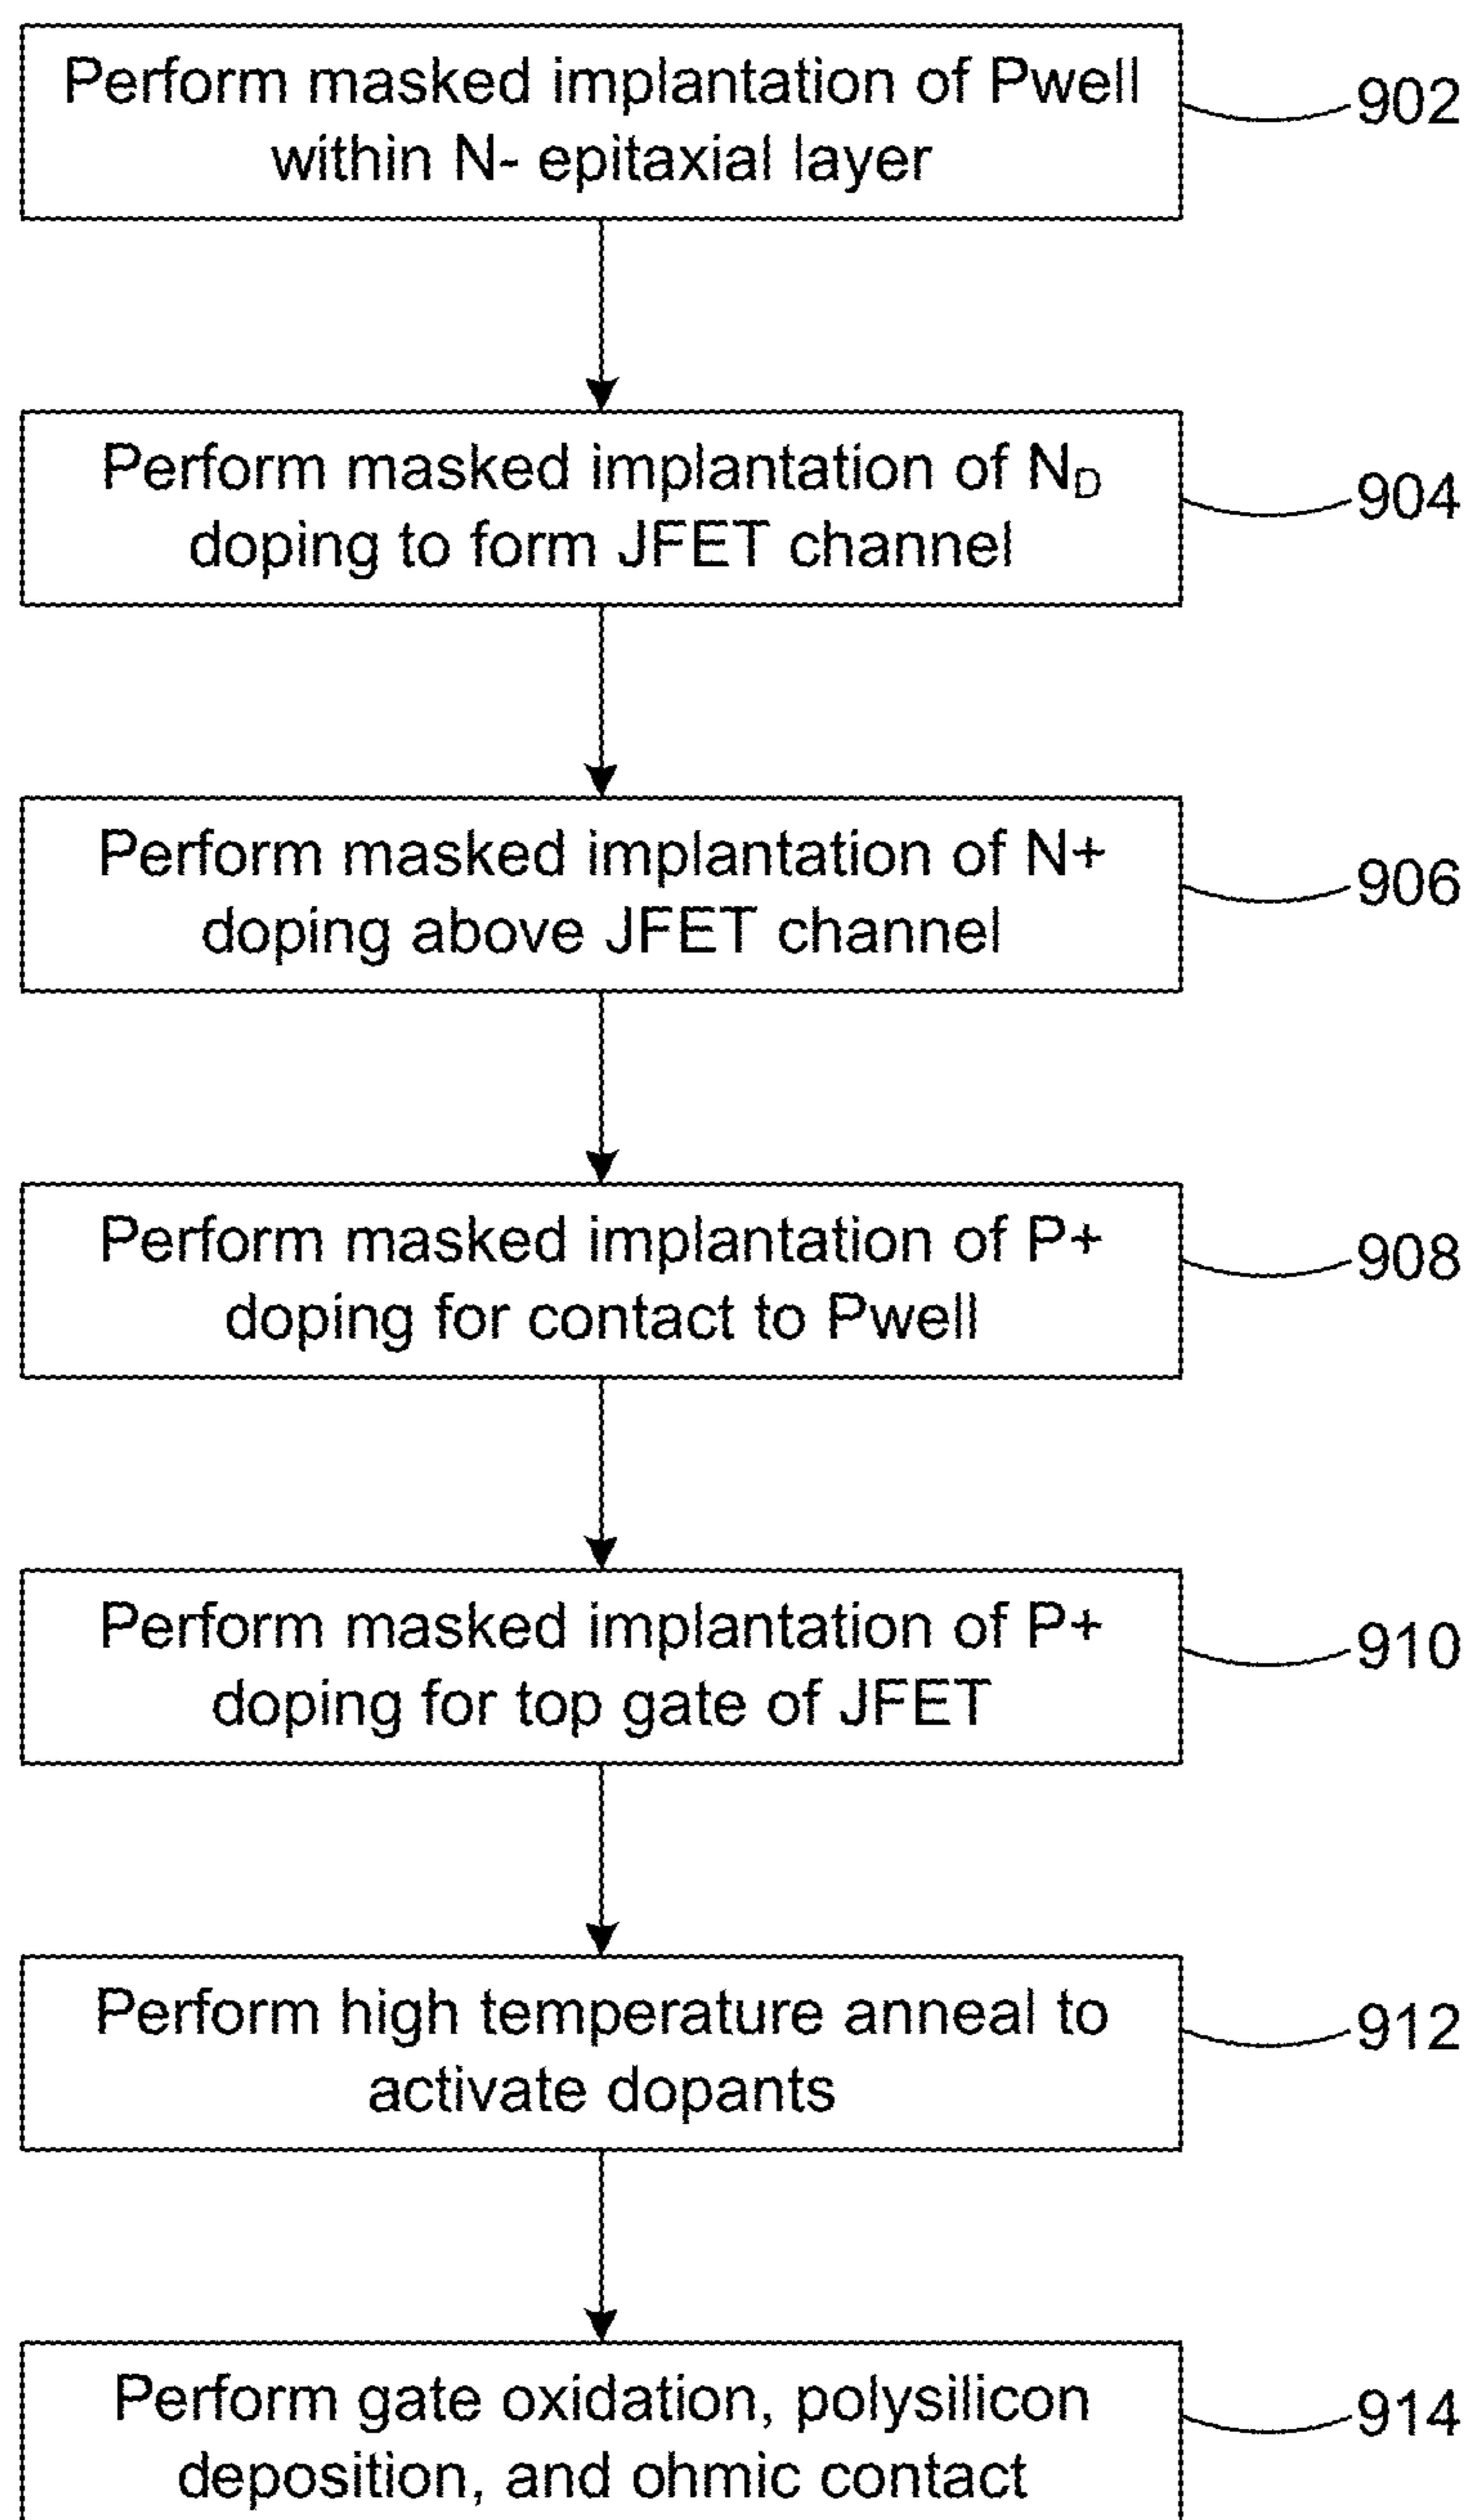 Perform masked implantation of Pwell
within N- epitaxial layer
902
Perform masked implantation of N_D
doping to form JFET channel
904
Perform masked implantation of N+
doping above JFET channel
906
Perform masked implantation of P+
doping for contact to Pwell
908
Perform masked implantation of P+
doping for top gate of JFET
910
Perform high temperature anneal to
activate dopants
912
Perform gate oxidation, polysilicon
deposition, and ohmic contact
914